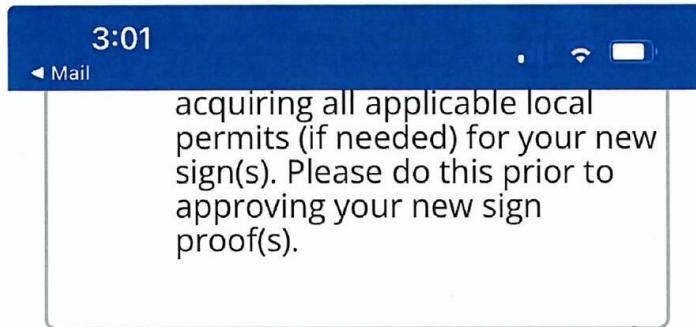 3:01
◀ Mail
acquiring all applicable local
permits (if needed) for your new
sign(s). Please do this prior to
approving your new sign
proof(s).